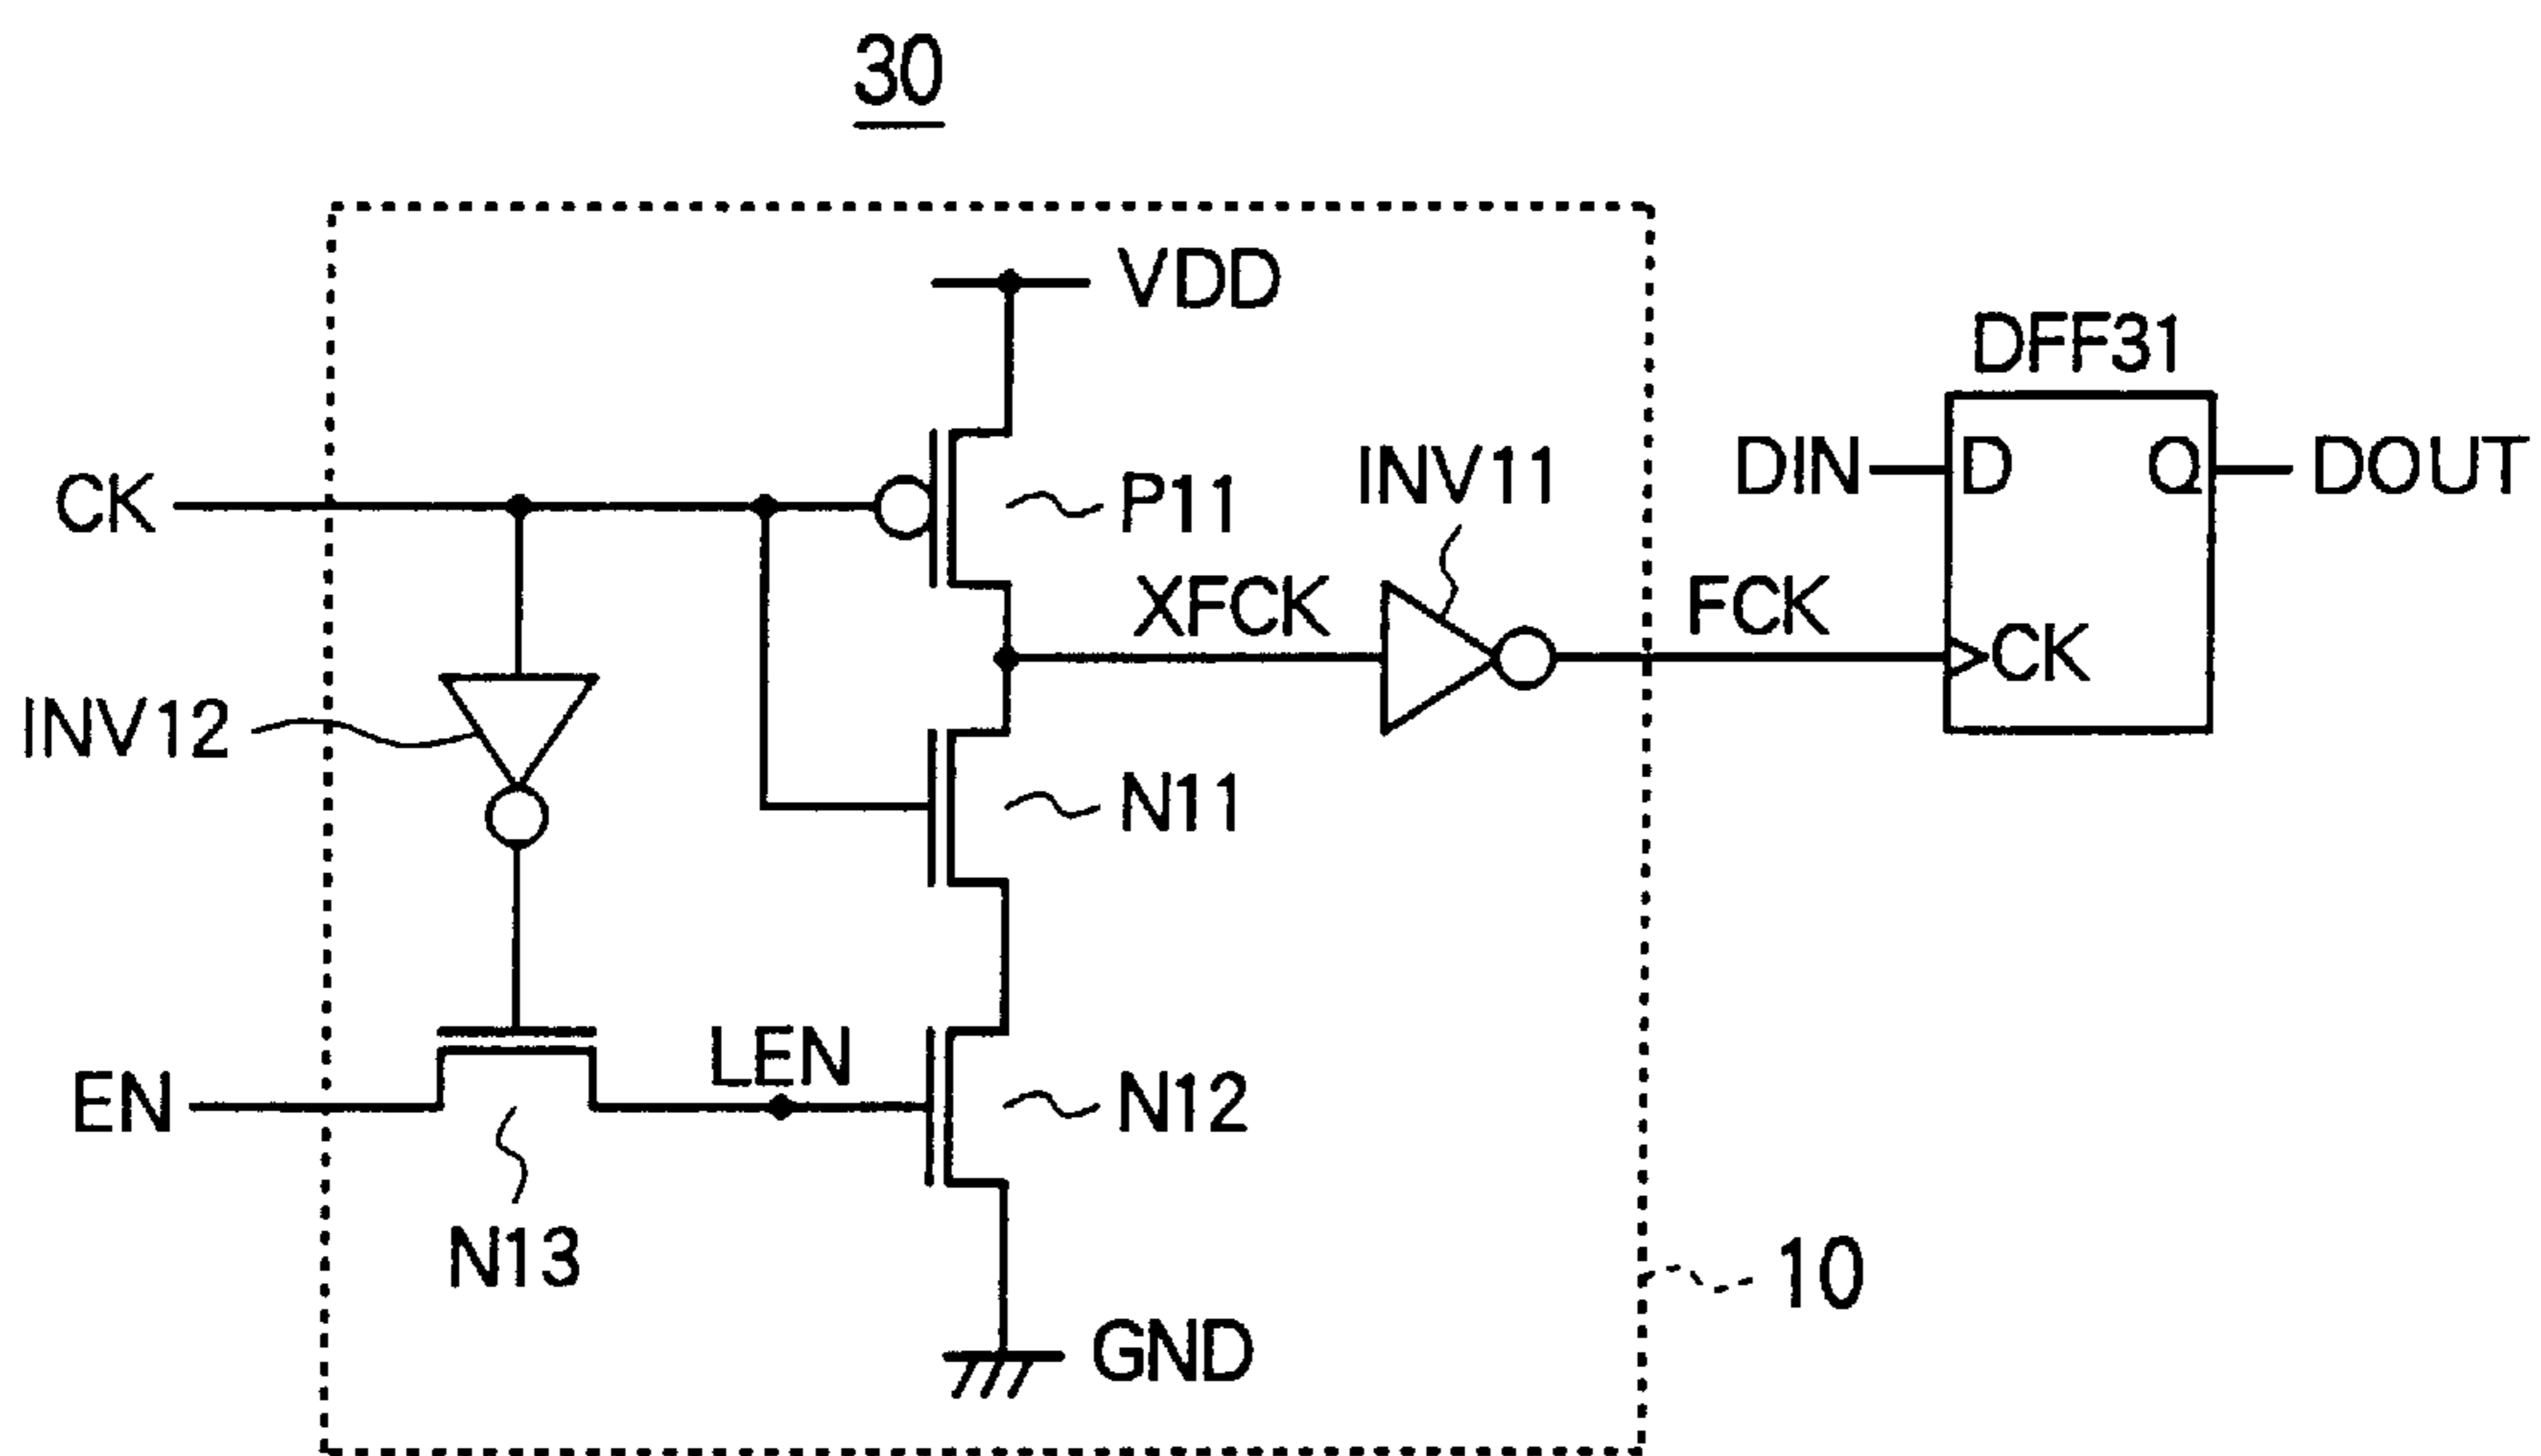 30
VDD
DFF31
CK
P11
INV11
DIN
D
Q
DOUT
XFCK
FCK
CK
INV12
N11
LEN
EN
N12
N13
10
GND